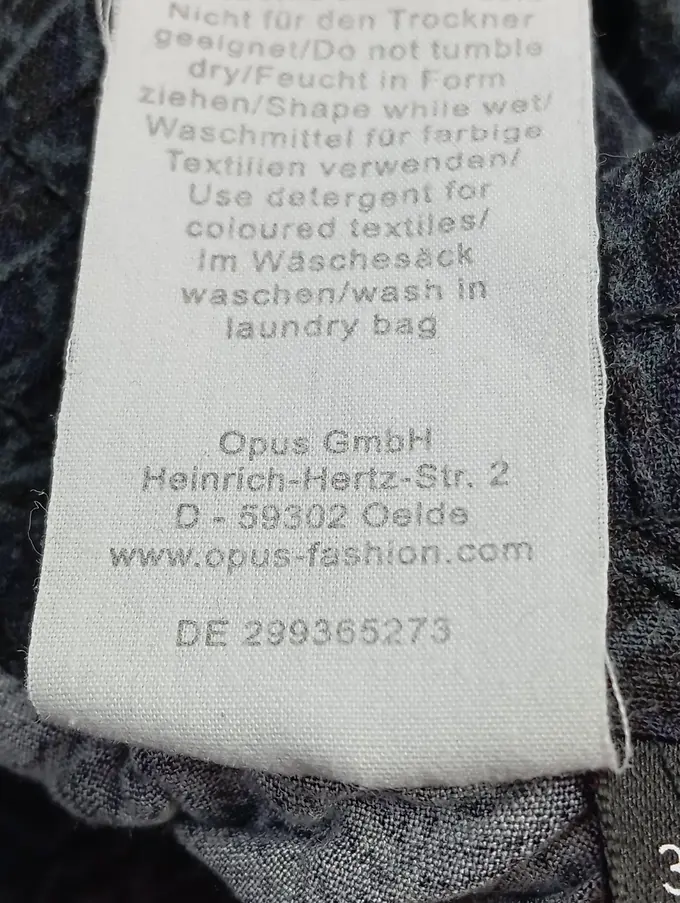 Nicht für den Trockner
geeignet/Do not tumble
dry/Feucht in Form
ziehen/Shape while wet/
Waschmittel für farbige
Textilien verwenden/
Use detergent for
coloured textiles/
Im Wäschesäck
waschen/wash in
laundry bag
Opus GmbH
Heinrich-Hertz-Str. 2
D - 59302 Oelde
www.opus-fashion.com
DE 299365273
3